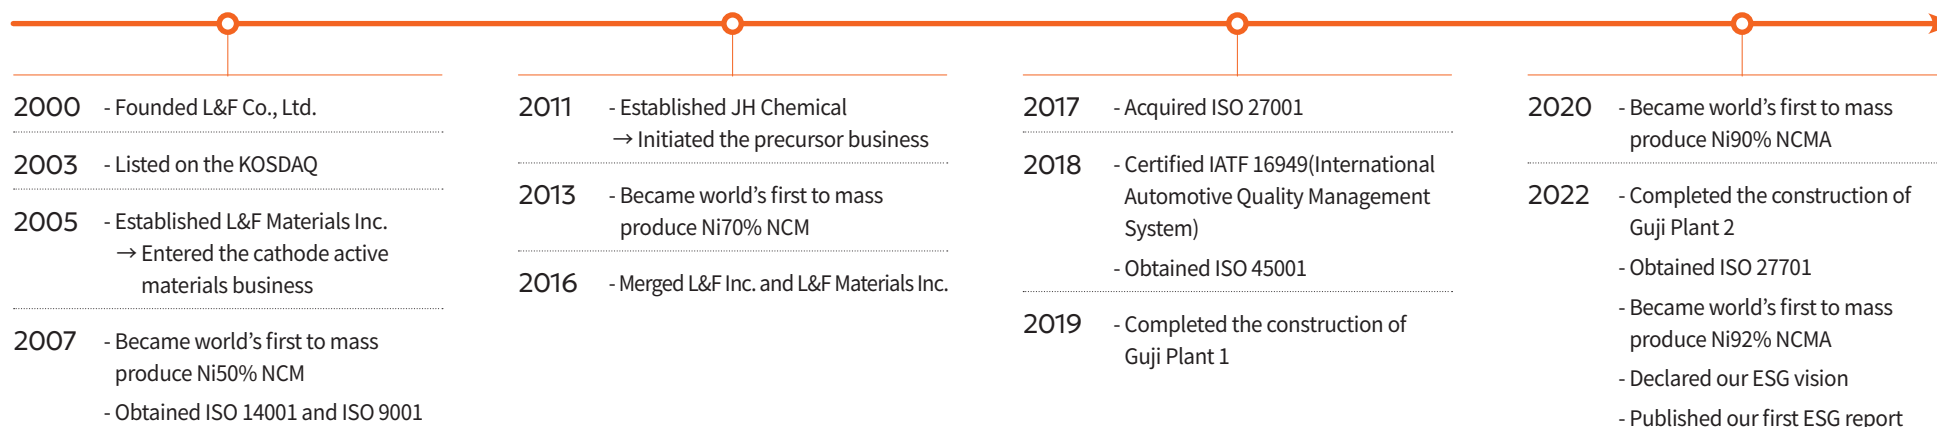 2000 - Founded L&F Co., Ltd.
2003 - Listed on the KOSDAQ
2005 - Established L&F Materials Inc.
→ Entered the cathode active
materials business
2007 - Became world’s first to mass
produce Ni50% NCM
- Obtained ISO 14001 and ISO 9001
2011 - Established JH Chemical
→ Initiated the precursor business
2013 - Became world’s first to mass
produce Ni70% NCM
2016 - Merged L&F Inc. and L&F Materials Inc.
2017 - Acquired ISO 27001
2018 - Certified IATF 16949(International
Automotive Quality Management
System)
- Obtained ISO 45001
2019 - Completed the construction of
Guji Plant 1
2020 - Became world’s first to mass
produce Ni90% NCMA
2022 - Completed the construction of
Guji Plant 2
- Obtained ISO 27701
- Became world’s first to mass
produce Ni92% NCMA
- Declared our ESG vision
- Published our first ESG report